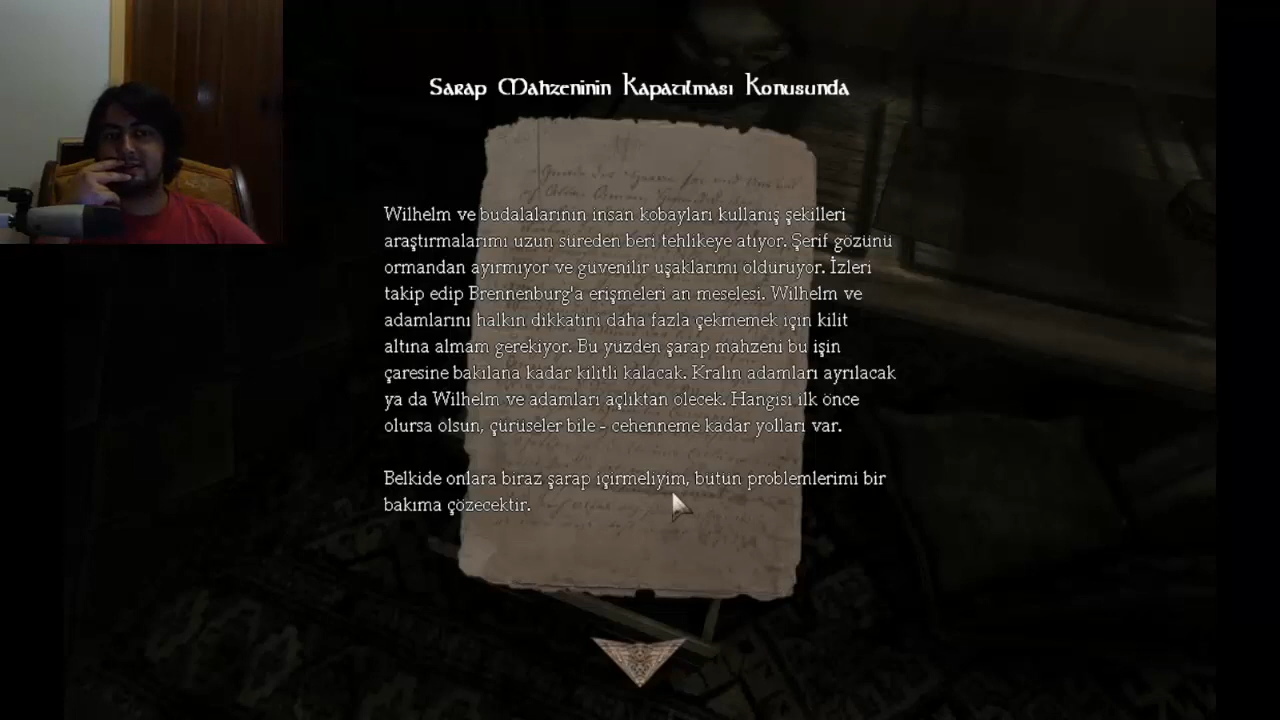 Şarap Mahzeninin Kapatılması Konusunda
Wilhelm ve budalalarının insan kobayları kullanış şekilleri
araştırmalarımı uzun süreden beri tehlikeye atıyor. Şerif gözünü
ormandan ayırmıyor ve güvenilir uşaklarımı öldürüyor. İzleri
takip edip Brennenburg'a erişmeleri an meselesi. Wilhelm ve
adamlarını halkın dikkatini daha fazla çekmemek için kilit
altına almam gerekiyor. Bu yüzden şarap mahzeni bu işin
çaresine bakılana kadar kilitli kalacak. Kralın adamları ayrılacak
ya da Wilhelm ve adamları açlıktan ölecek. Hangisi ilk önce
olursa olsun, çürüseler bile - cehenneme kadar yolları var.
Belkide onlara biraz şarap içirmeliyim, bütün problemlerimi bir
bakıma çözecektir.